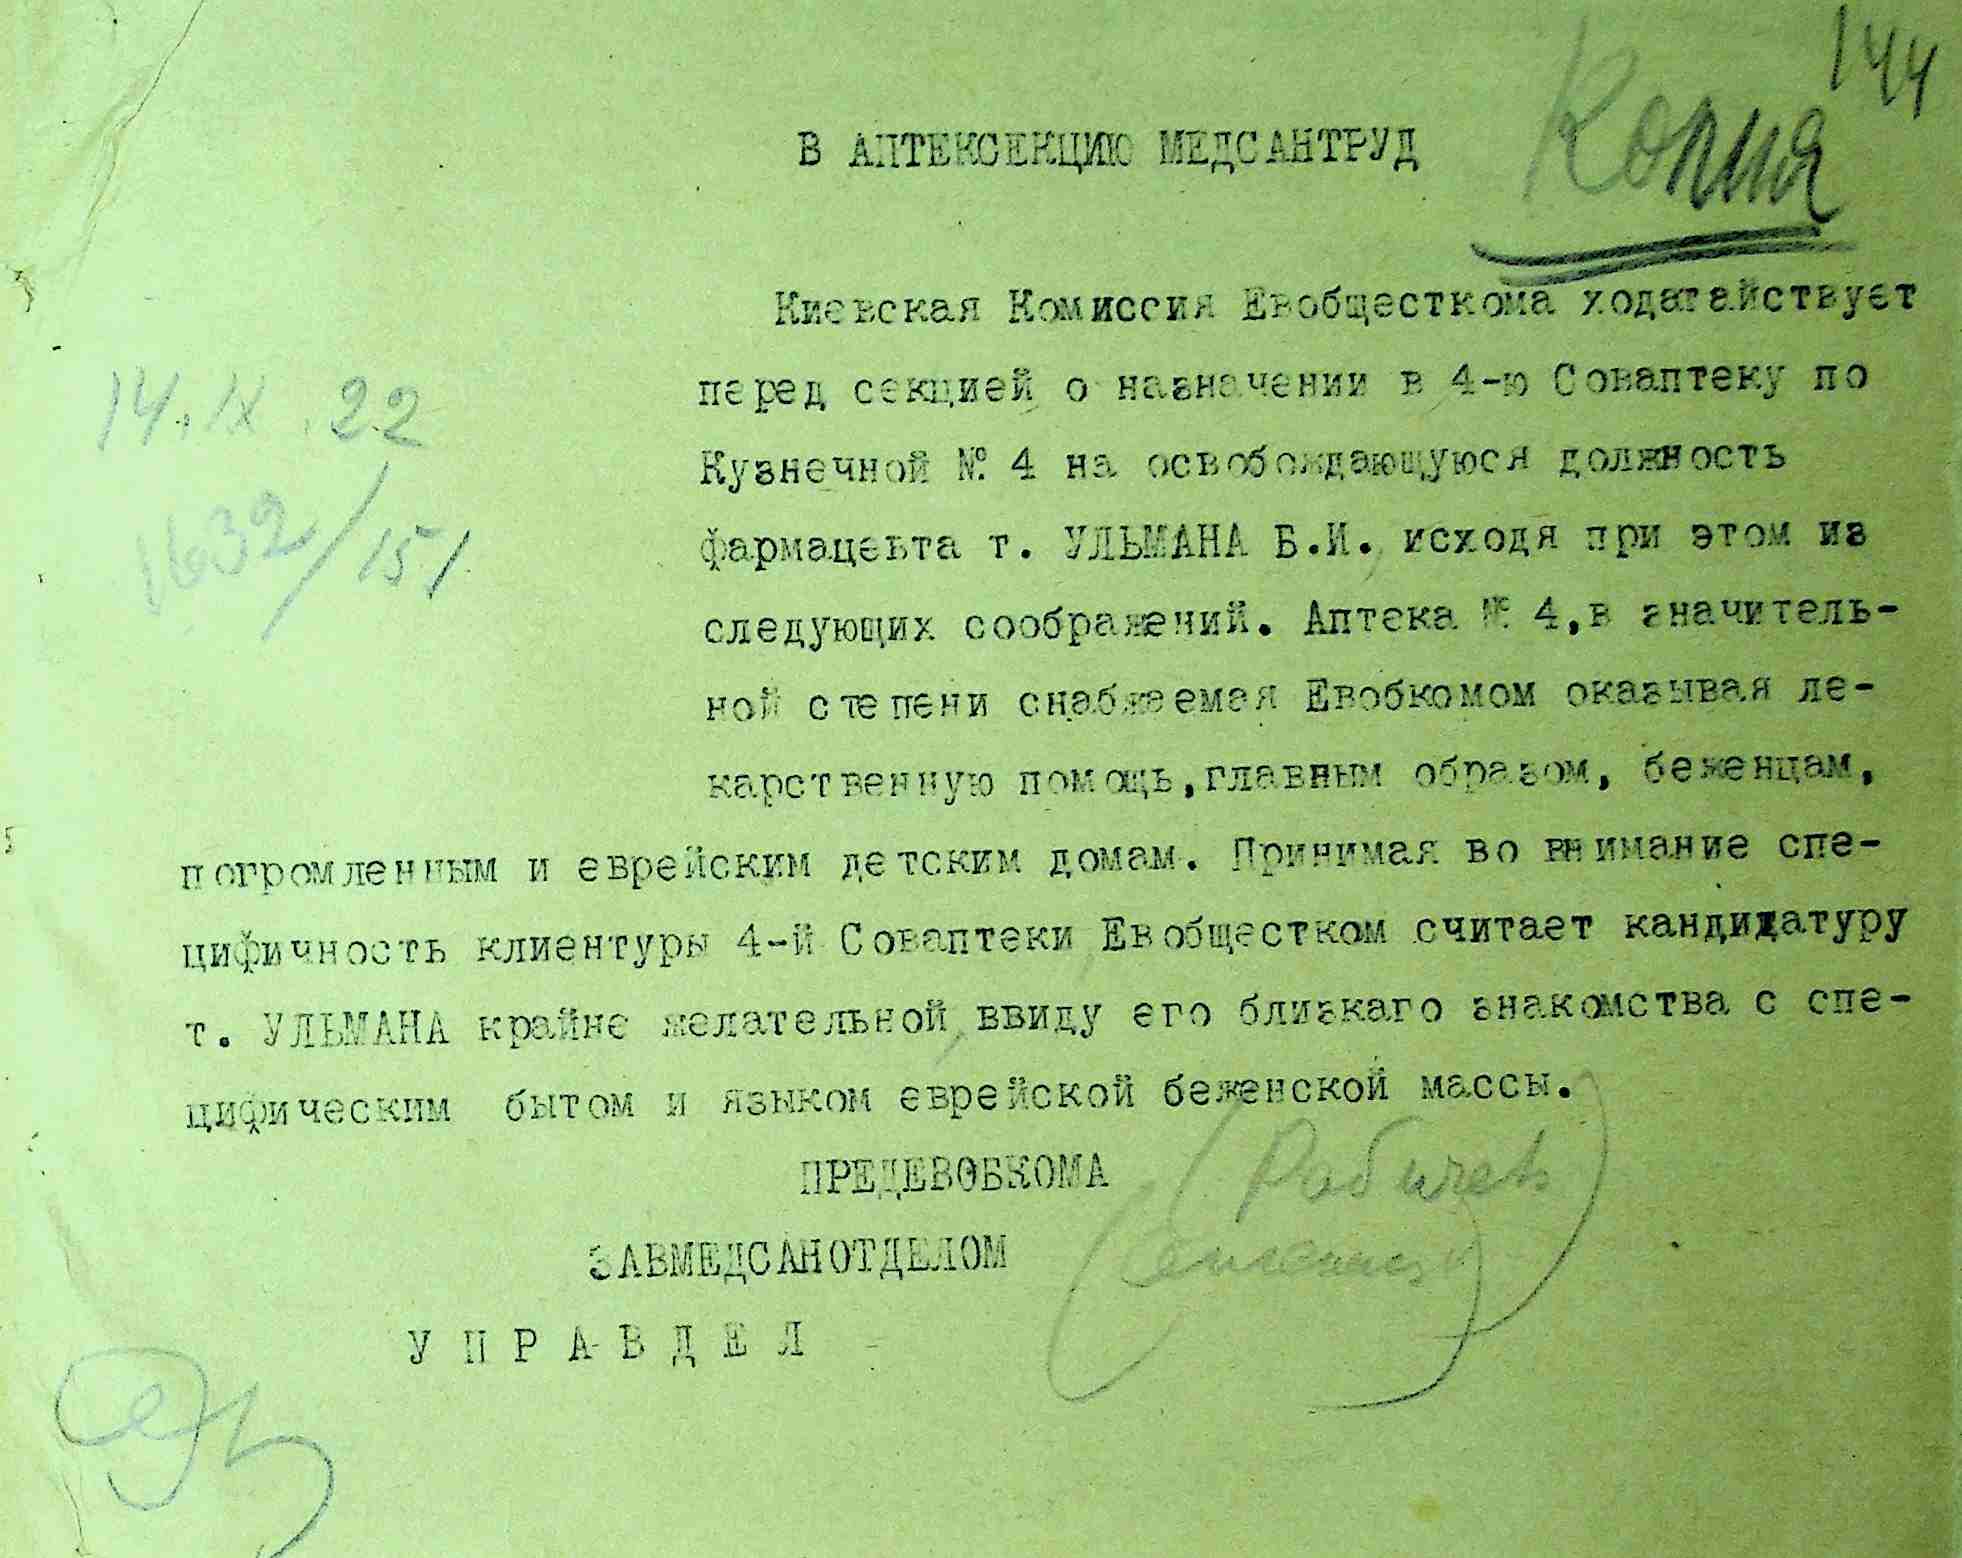 144
Копия
В АПТЕКСЕКЦИЮ МЕДСАНТРУД
14.IX.22
1632/151
Киевская Комиссия Евобщесткома ходатайствует
перед секцией о назначении в 4-ю Соваптеку по
Кузнечной № 4 на освобождающуюся должность
фармацевта т. УЛЬМАНА Б.И., исходя при этом из
следующих соображений. Аптека № 4,в значитель-
ной степени снабжаемая Евобкомом оказывая ле-
карственную помощь,главным образом, беженцам,
погромленным и еврейским детским домам. Принимая во внимание спе-
цифичность клиентуры 4-й Соваптеки, Евобщестком считает кандидатуру
т. УЛЬМАНА крайне желательной, ввиду его близкаго знакомства с спе-
цифическим бытом и языком еврейской беженской массы.
ПРЕДЕВОБКОМА (Рабичев)
ЗАВМЕДСАНОТДЕЛОМ
УПРАВДЕЛ